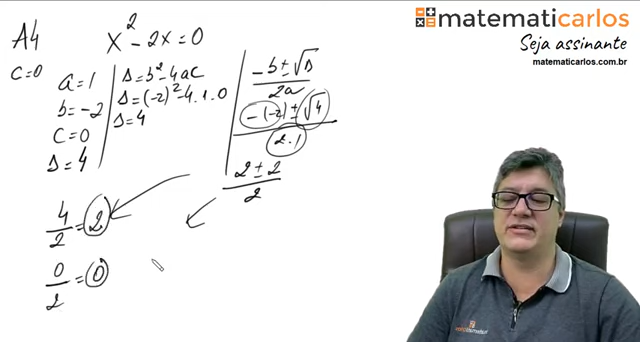 matematicarlos
Seja assinante
matematicarlos.com.br
A4
x² - 2x = 0
C=0
a = 1
b = -2
C = 0
Δ = 4
Δ = b² - 4ac
Δ = (-2)² - 4 . 1 . 0
Δ = 4
-b ± √Δ
2a
-(-2) ± √4
2.1
2 ± 2
2
4/2 = 2
0/2 = 0